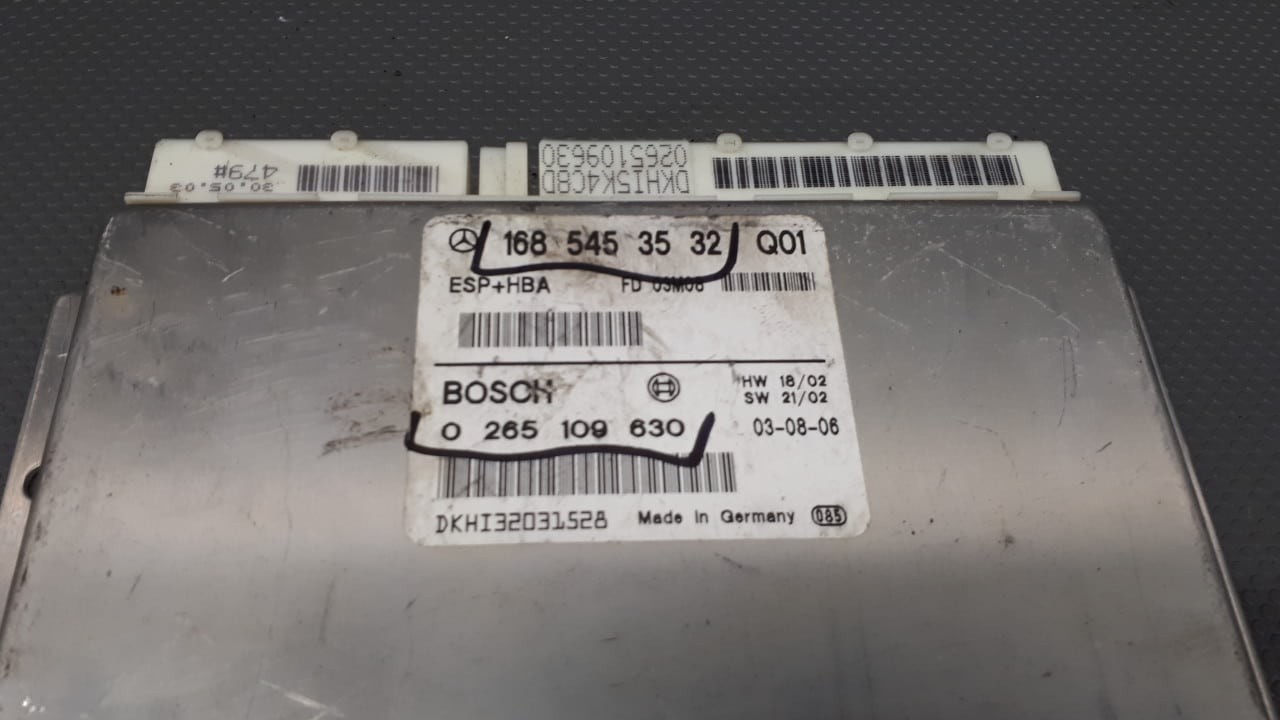 479#
30.05.03
0265109630
DKHI5K4C8D
168 545 35 32 Q01
ESP+HBA FD 03M08
BOSCH
HW 18/02
SW 21/02
0 265 109 630 03-08-06
DKHI32031528 Made in Germany 085